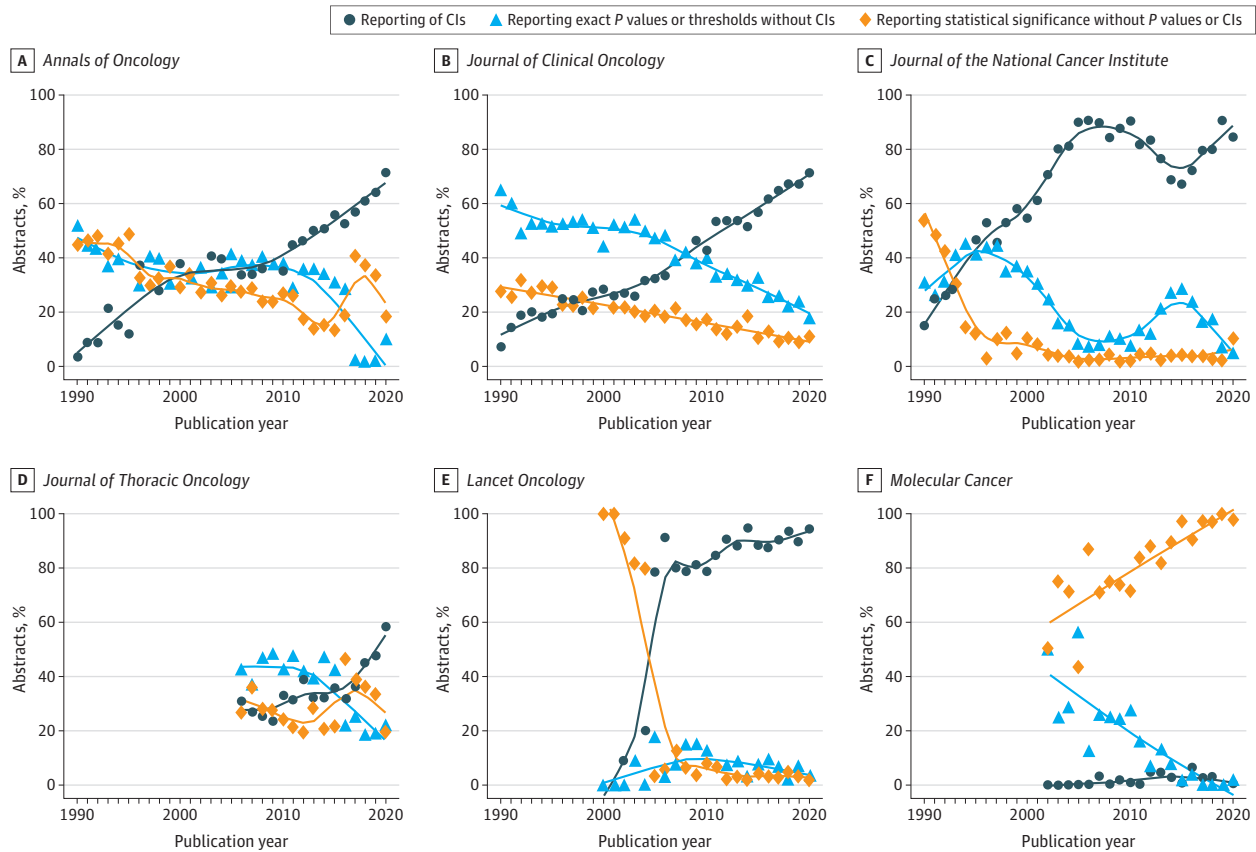 Reporting of CIs Reporting exact P values or thresholds without CIs Reporting statistical significance without P values or CIs
A Annals of Oncology
100
80
60
40
20
0
Abstracts, %
1990 2000 2010 2020
Publication year
B Journal of Clinical Oncology
100
80
60
40
20
0
Abstracts, %
1990 2000 2010 2020
Publication year
C Journal of the National Cancer Institute
100
80
60
40
20
0
Abstracts, %
1990 2000 2010 2020
Publication year
D Journal of Thoracic Oncology
100
80
60
40
20
0
Abstracts, %
1990 2000 2010 2020
Publication year
E Lancet Oncology
100
80
60
40
20
0
Abstracts, %
1990 2000 2010 2020
Publication year
F Molecular Cancer
100
80
60
40
20
0
Abstracts, %
1990 2000 2010 2020
Publication year